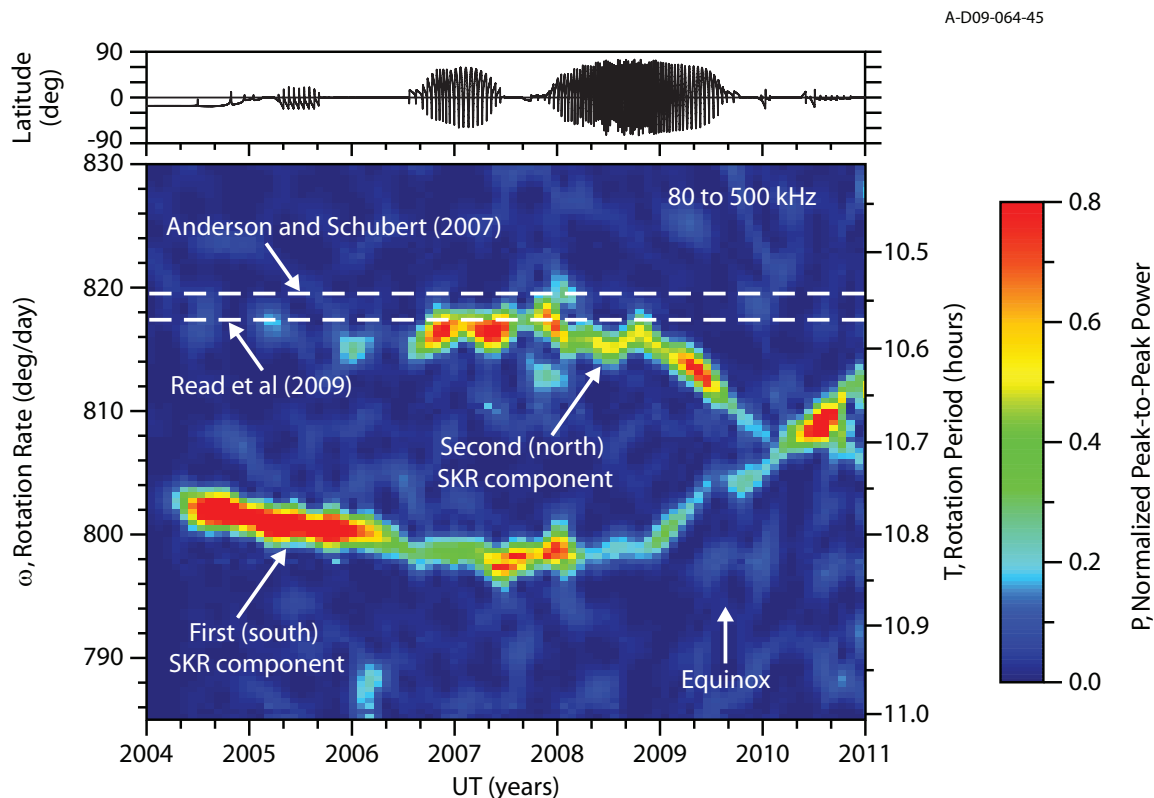 A-D09-064-45
90
0
-90
Latitude
(deg)
830
820
810
800
790
ω, Rotation Rate (deg/day)
80 to 500 kHz
Anderson and Schubert (2007)
Read et al (2009)
Second (north)
SKR component
First (south)
SKR component
Equinox
10.5
10.6
10.7
10.8
10.9
11.0
T, Rotation Period (hours)
0.8
0.6
0.4
0.2
0.0
P, Normalized Peak-to-Peak Power
2004 2005 2006 2007 2008 2009 2010 2011
UT (years)